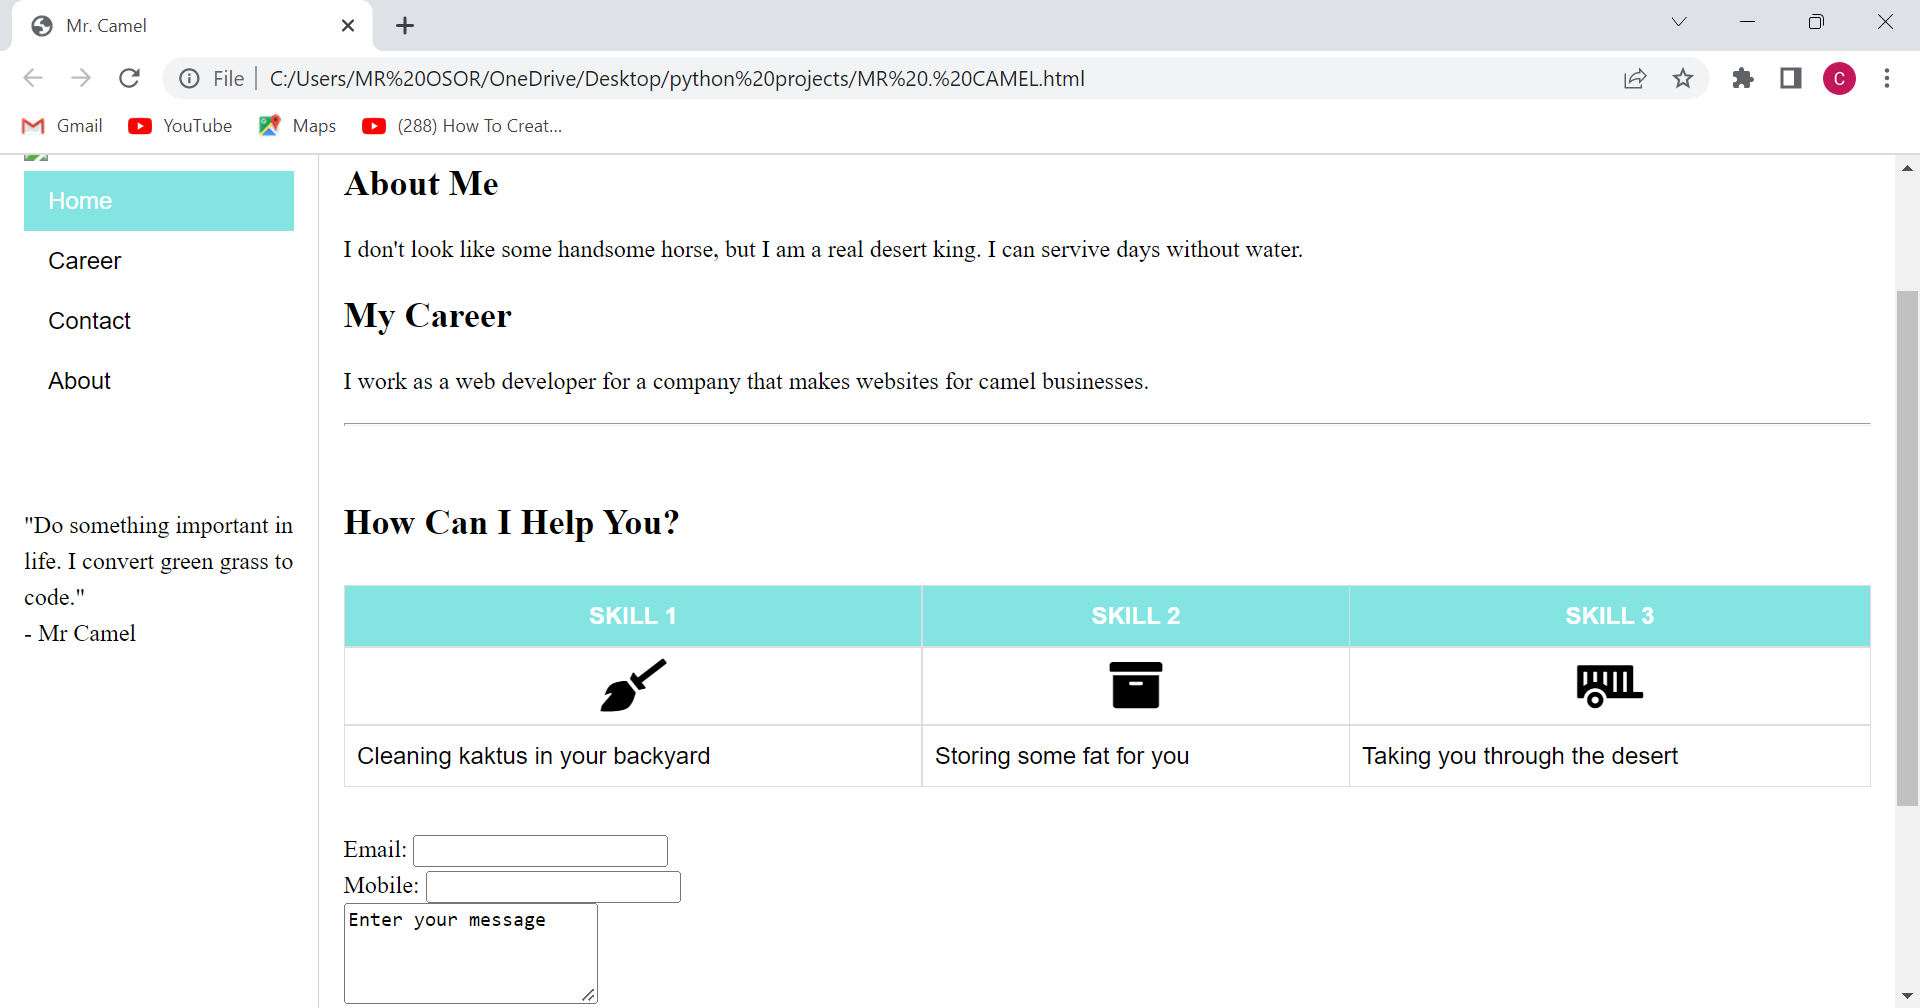 Mr. Camel
File
C:/Users/MR%20OSOR/OneDrive/Desktop/python%20projects/MR%20.%20CAMEL.html
C
Gmail
YouTube
Maps
(288) How To Creat...
Home
Career
Contact
About
"Do something important in
life. I convert green grass to
code."
- Mr Camel
About Me
I don't look like some handsome horse, but I am a real desert king. I can servive days without water.
My Career
I work as a web developer for a company that makes websites for camel businesses.
How Can I Help You?
SKILL 1 SKILL 2 SKILL 3
Cleaning kaktus in your backyard Storing some fat for you Taking you through the desert
Email:
Mobile:
Enter your message